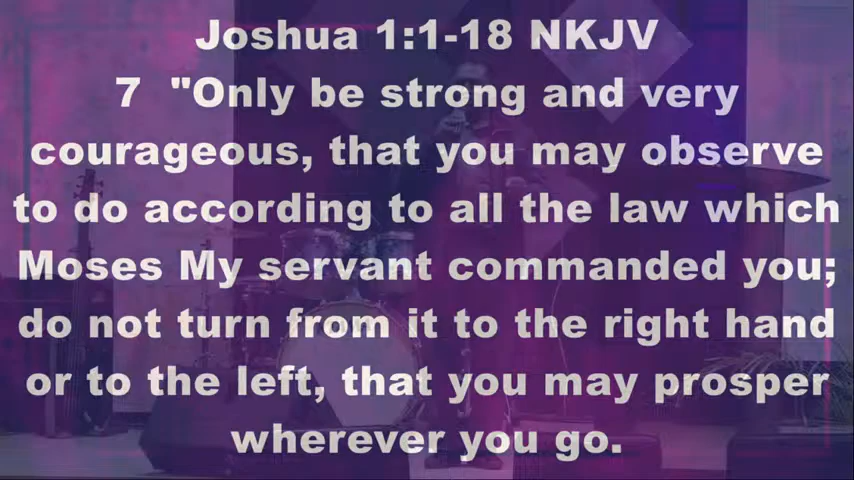 Joshua 1:1-18 NKJV
7 "Only be strong and very
courageous, that you may observe
to do according to all the law which
Moses My servant commanded you;
do not turn from it to the right hand
or to the left, that you may prosper
wherever you go.